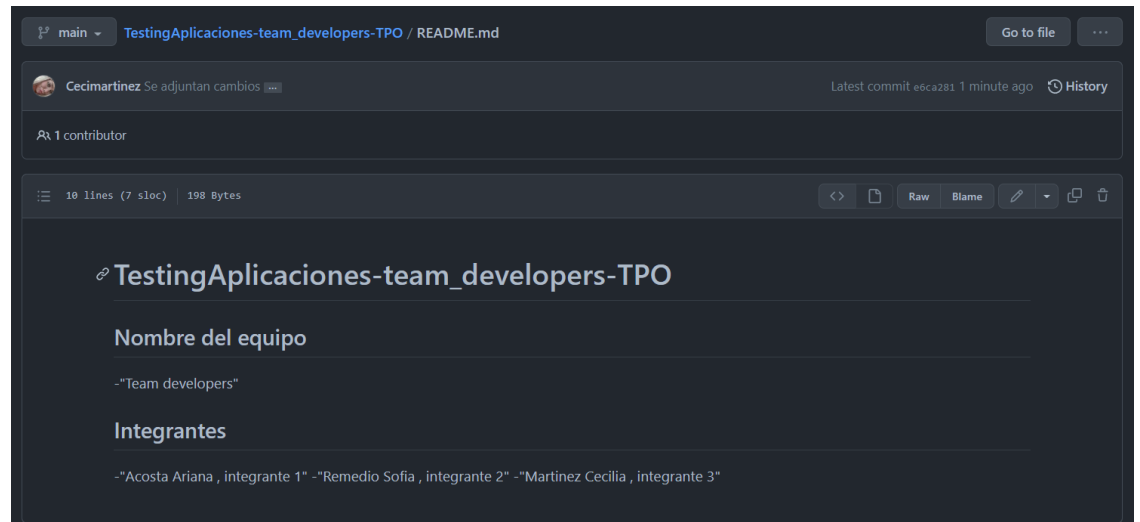 main
TestingAplicaciones-team_developers-TPO / README.md
Go to file
...
Cecimartinez Se adjuntan cambios ...
Latest commit e6ca281 1 minute ago
History
1 contributor
10 lines (7 sloc) 198 Bytes
<>
Raw
Blame
TestingAplicaciones-team_developers-TPO
Nombre del equipo
-"Team developers"
Integrantes
-"Acosta Ariana , integrante 1" -"Remedio Sofia , integrante 2" -"Martinez Cecilia , integrante 3"